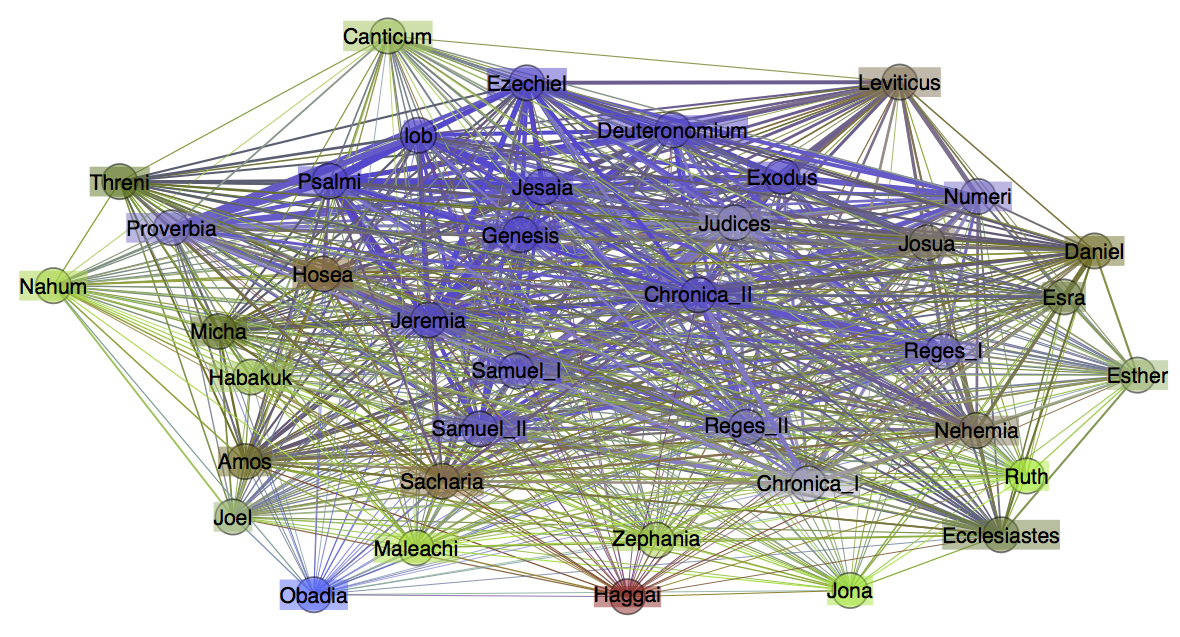 Canticum
Ezechiel
Leviticus
Iob
Deuteronomium
Threni
Psalmi
Jesaia
Exodus
Numeri
Proverbia
Genesis
Judices
Josua
Daniel
Nahum
Hosea
Chronica_II
Esra
Micha
Jeremia
Reges_I
Habakuk
Samuel_I
Esther
Samuel_II
Reges_II
Nehemia
Amos
Sacharia
Chronica_I
Ruth
Joel
Maleachi
Zephania
Ecclesiastes
Obadia
Haggai
Jona